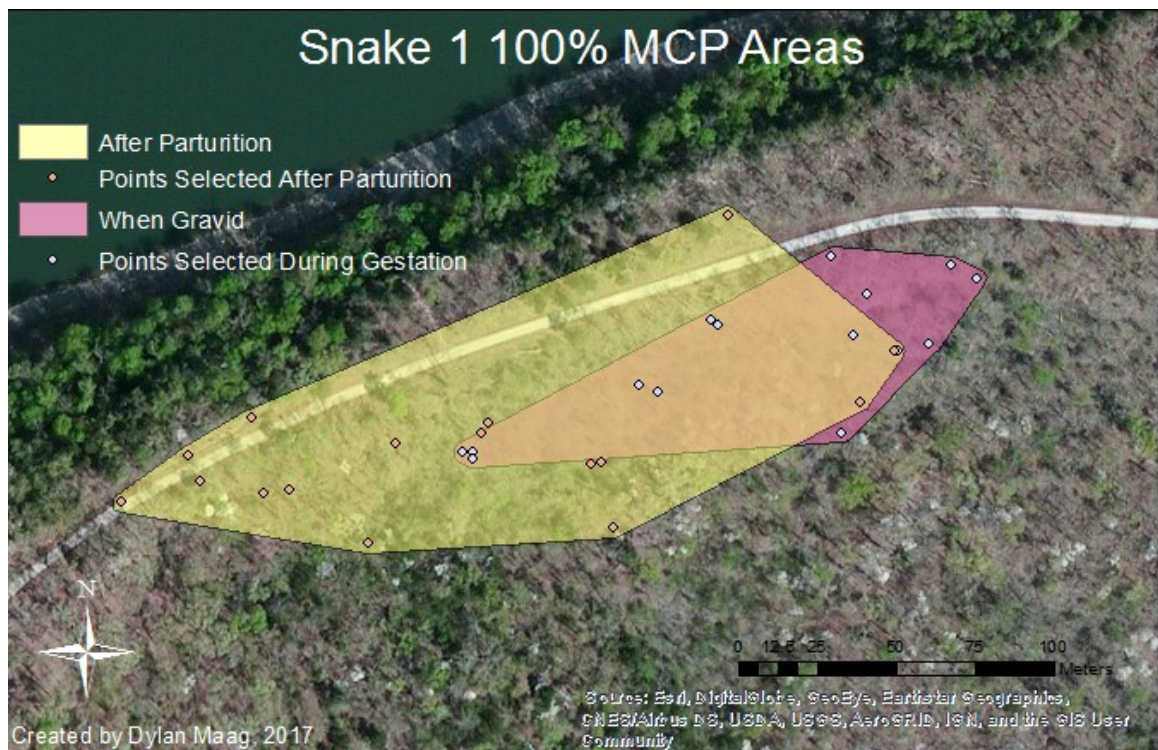 Snake 1 100% MCP Areas
After Parturition
Points Selected After Parturition
When Gravid
Points Selected During Gestation
N
0 12.5 25 50 75 100
Meters
Source: Esri, DigitalGlobe, GeoEye, Earthstar Geographics,
CNES/Airbus DS, USDA, USGS, AeroGRID, IGN, and the GIS User
Community
Created by Dylan Maag, 2017